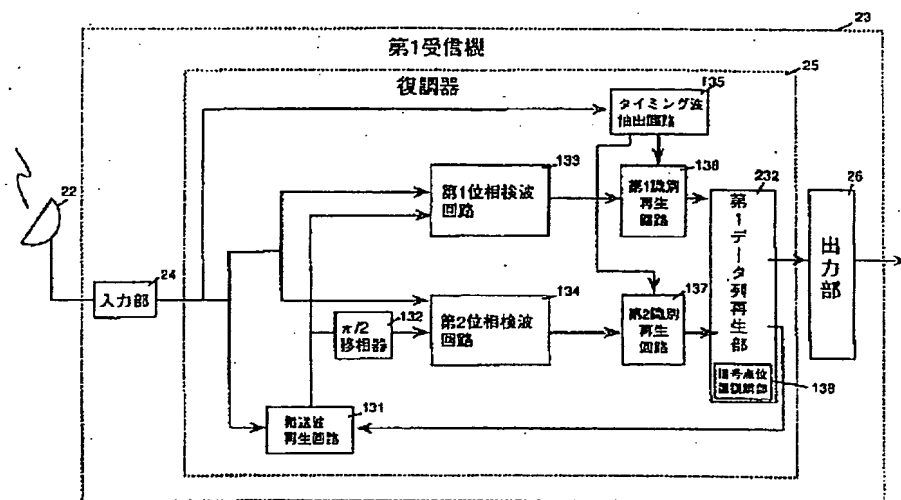 23
第1受信機
25
復調器
135
タイミング波
抽出回路
22
133
第1位相検波
回路
138
第1識別
再生
回路
232
第1データ列再生部
26
出力部
24
入力部
134
第2位相検波
回路
137
第2識別
再生
回路
π/2
移相器
132
信号点位
置復調部
138
131
搬送波
再生回路